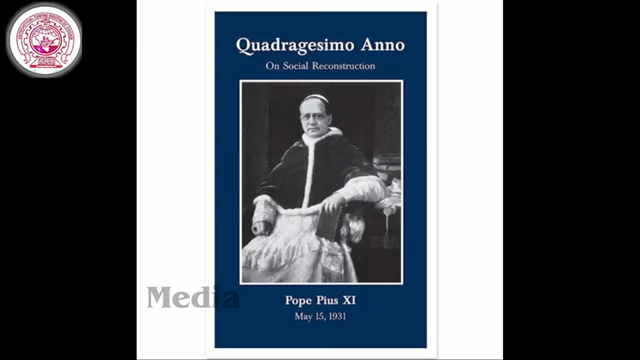 Quadragesimo Anno
On Social Reconstruction
Media
Pope Pius XI
May 15, 1931